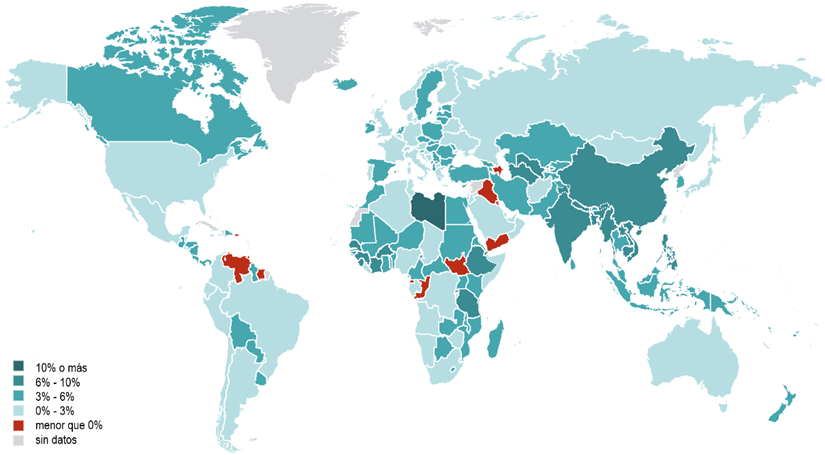 10% o más
6% - 10%
3% - 6%
0% - 3%
menor que 0%
sin datos